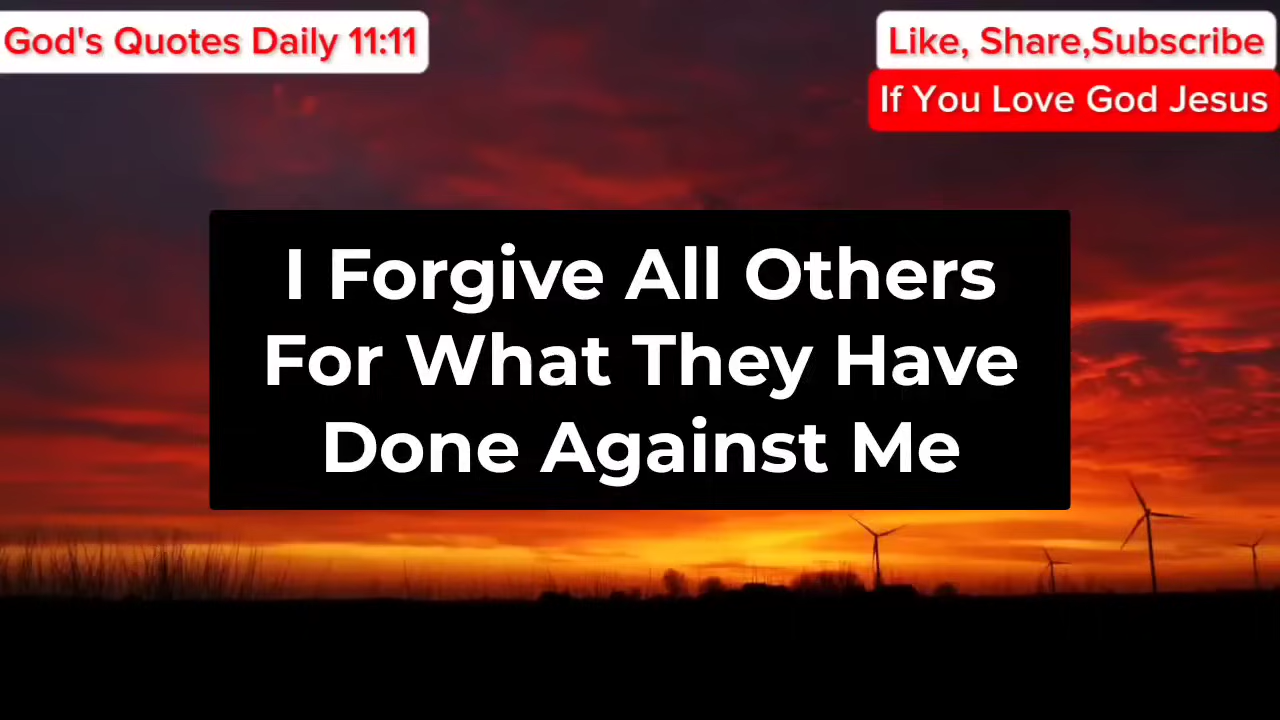 God's Quotes Daily 11:11
Like, Share,Subscribe
If You Love God Jesus
I Forgive All Others
For What They Have
Done Against Me